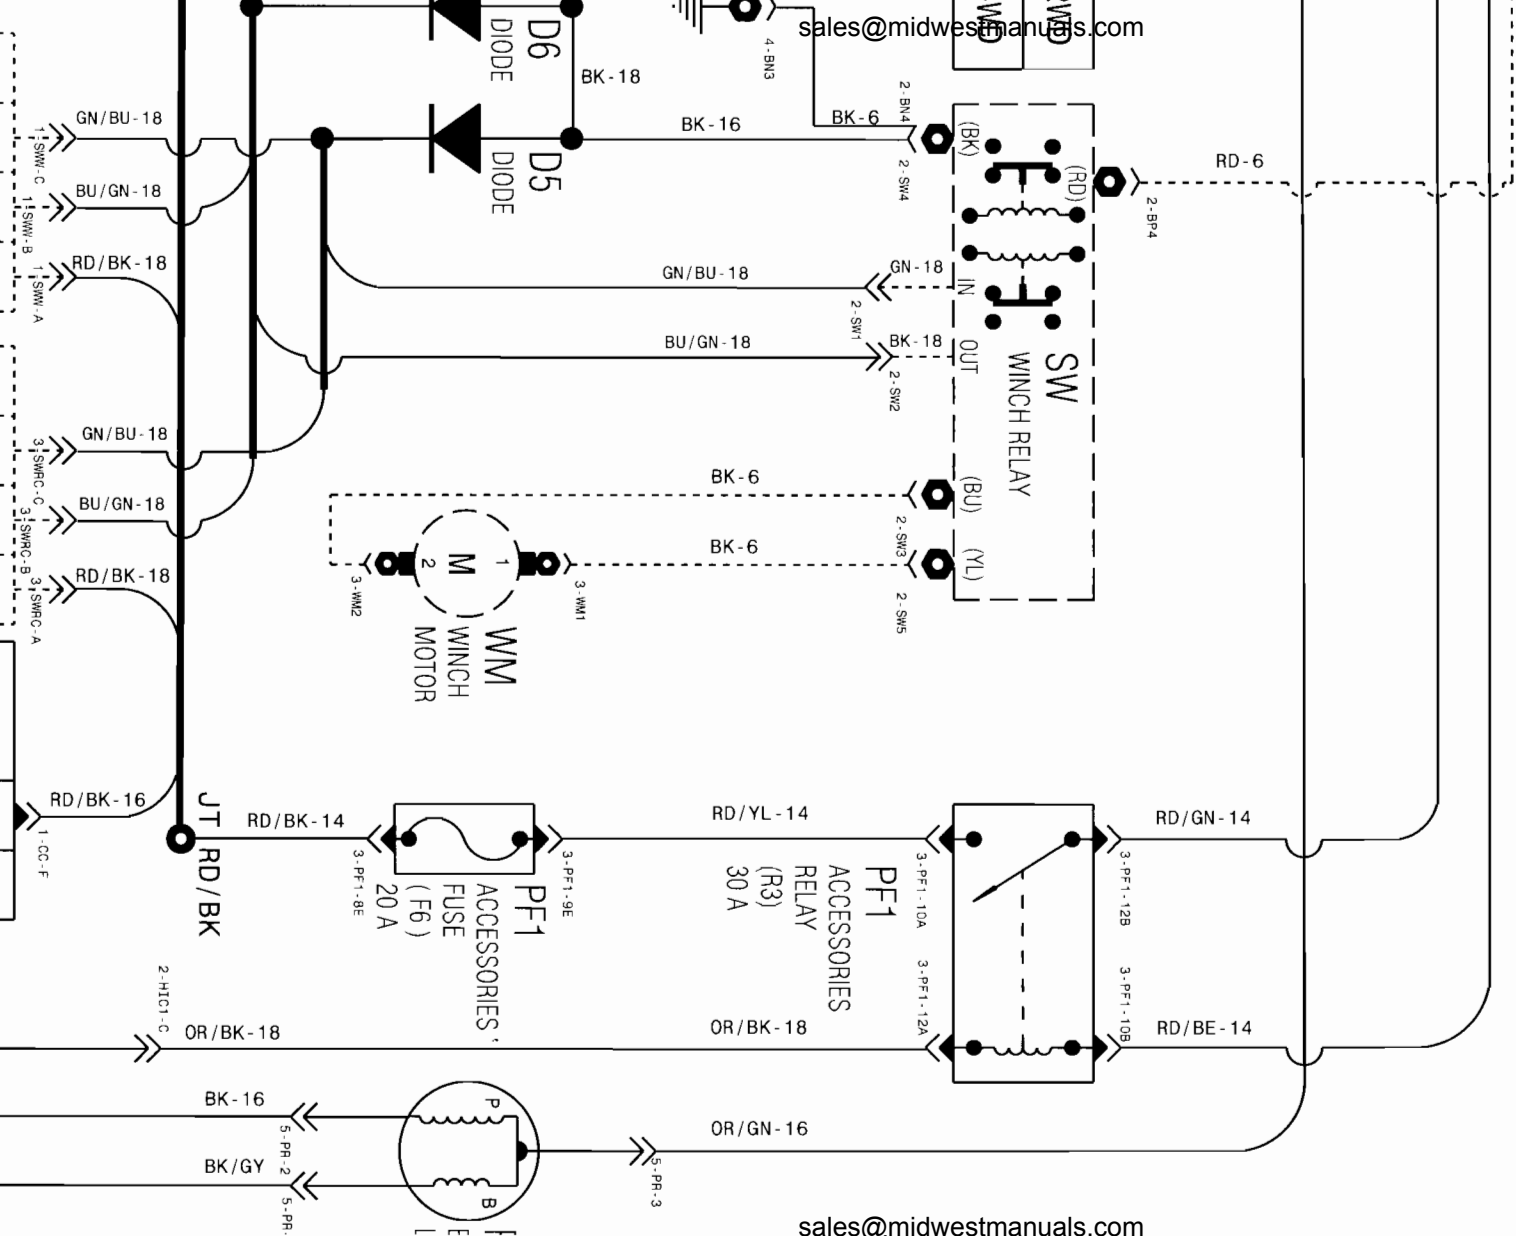 sales@midwestmanuals.com
D6
DIODE
BK-18
4-BN3
GN/BU-18
1-SWW-C
BU/GN-18
1-SWW-B
RD/BK-18
1-SWW-A
D5
DIODE
BK-16
BK-6
2-BN4
2-SW4
(BK)
(RD)
RD-6
2-BP4
GN/BU-18
GN-18
IN
2-SW1
BU/GN-18
BK-18
OUT
2-SW2
SW
WINCH RELAY
GN/BU-18
3-SWRC-C
BU/GN-18
3-SWRC-B
RD/BK-18
3-SWRC-A
BK-6
(BU)
2-SW3
BK-6
(YL)
2-SW5
3-WM2
2
M
1
3-WM1
WM
WINCH
MOTOR
RD/BK-16
1-CC-F
JT RD/BK
RD/BK-14
3-PF1-8E
3-PF1-9E
PF1
ACCESSORIES
FUSE
(F6)
20 A
RD/YL-14
3-PF1-10A
PF1
ACCESSORIES
RELAY
(R3)
30 A
RD/GN-14
3-PF1-12B
2-HIC1-C
OR/BK-18
OR/BK-18
3-PF1-12A
3-PF1-10B
RD/BE-14
BK-16
5-PR-2
P
OR/GN-16
5-PR-3
BK/GY
5-PR-
B
sales@midwestmanuals.com